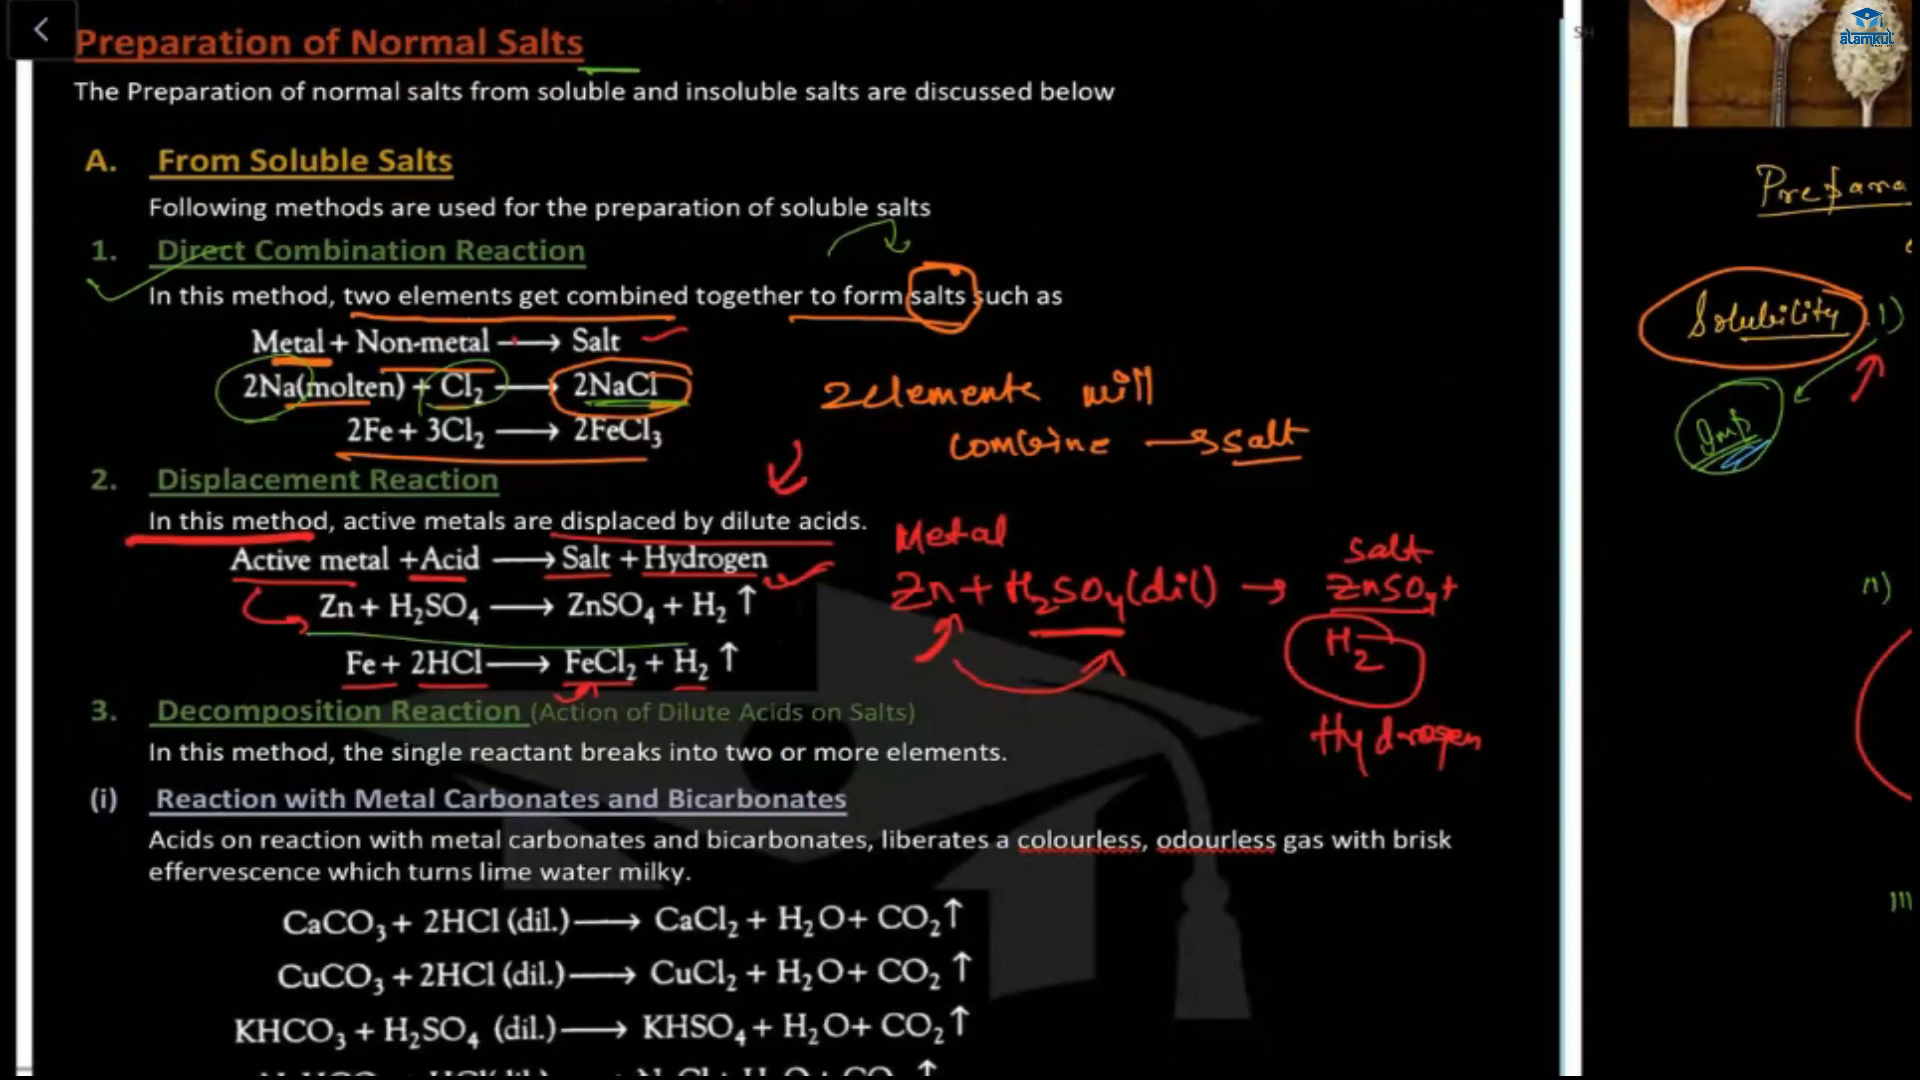 Preparation of Normal Salts
The Preparation of normal salts from soluble and insoluble salts are discussed below
A. From Soluble Salts
Following methods are used for the preparation of soluble salts
1. Direct Combination Reaction
In this method, two elements get combined together to form salts such as
Metal + Non-metal ⟶ Salt
2Na(molten) + Cl₂ ⟶ 2NaCl
2Fe + 3Cl₂ ⟶ 2FeCl₃
2 elements will
combine → salt
2. Displacement Reaction
In this method, active metals are displaced by dilute acids.
Active metal +Acid ⟶ Salt + Hydrogen
Zn + H₂SO₄ ⟶ ZnSO₄ + H₂ ↑
Fe + 2HCl ⟶ FeCl₂ + H₂ ↑
Metal
Salt
Zn + H₂SO₄(dil) → ZnSO₄ +
H₂
Hydrogen
3. Decomposition Reaction (Action of Dilute Acids on Salts)
In this method, the single reactant breaks into two or more elements.
(i) Reaction with Metal Carbonates and Bicarbonates
Acids on reaction with metal carbonates and bicarbonates, liberates a colourless, odourless gas with brisk
effervescence which turns lime water milky.
CaCO₃ + 2HCl (dil.) ⟶ CaCl₂ + H₂O + CO₂↑
CuCO₃ + 2HCl (dil.) ⟶ CuCl₂ + H₂O + CO₂ ↑
KHCO₃ + H₂SO₄ (dil.) ⟶ KHSO₄ + H₂O + CO₂ ↑
SH
alamkul
Solubility
1)
Imp
11)
111